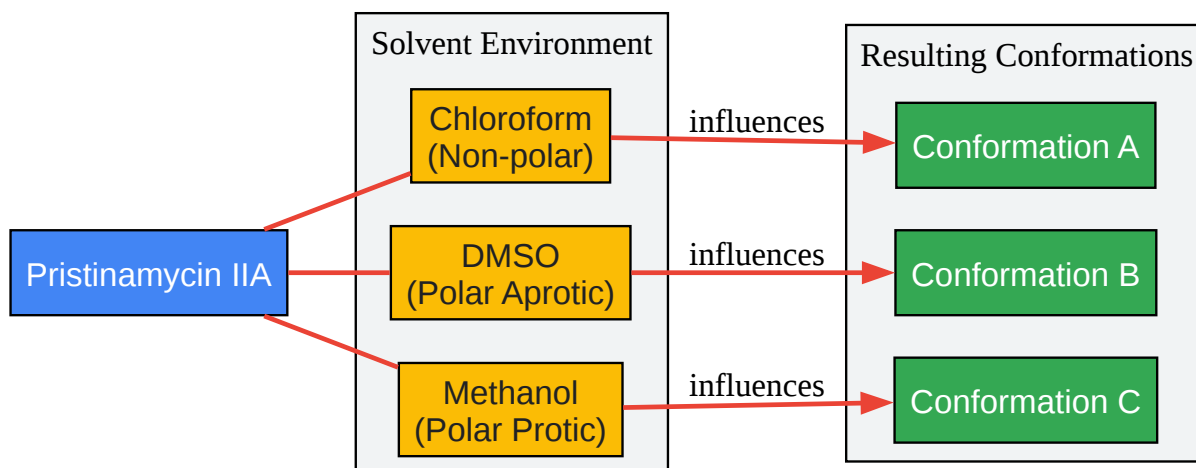 Solvent Environment
Resulting Conformations
Chloroform
(Non-polar)
influences
Conformation A
Pristinamycin IIA
DMSO
(Polar Aprotic)
influences
Conformation B
Methanol
(Polar Protic)
influences
Conformation C